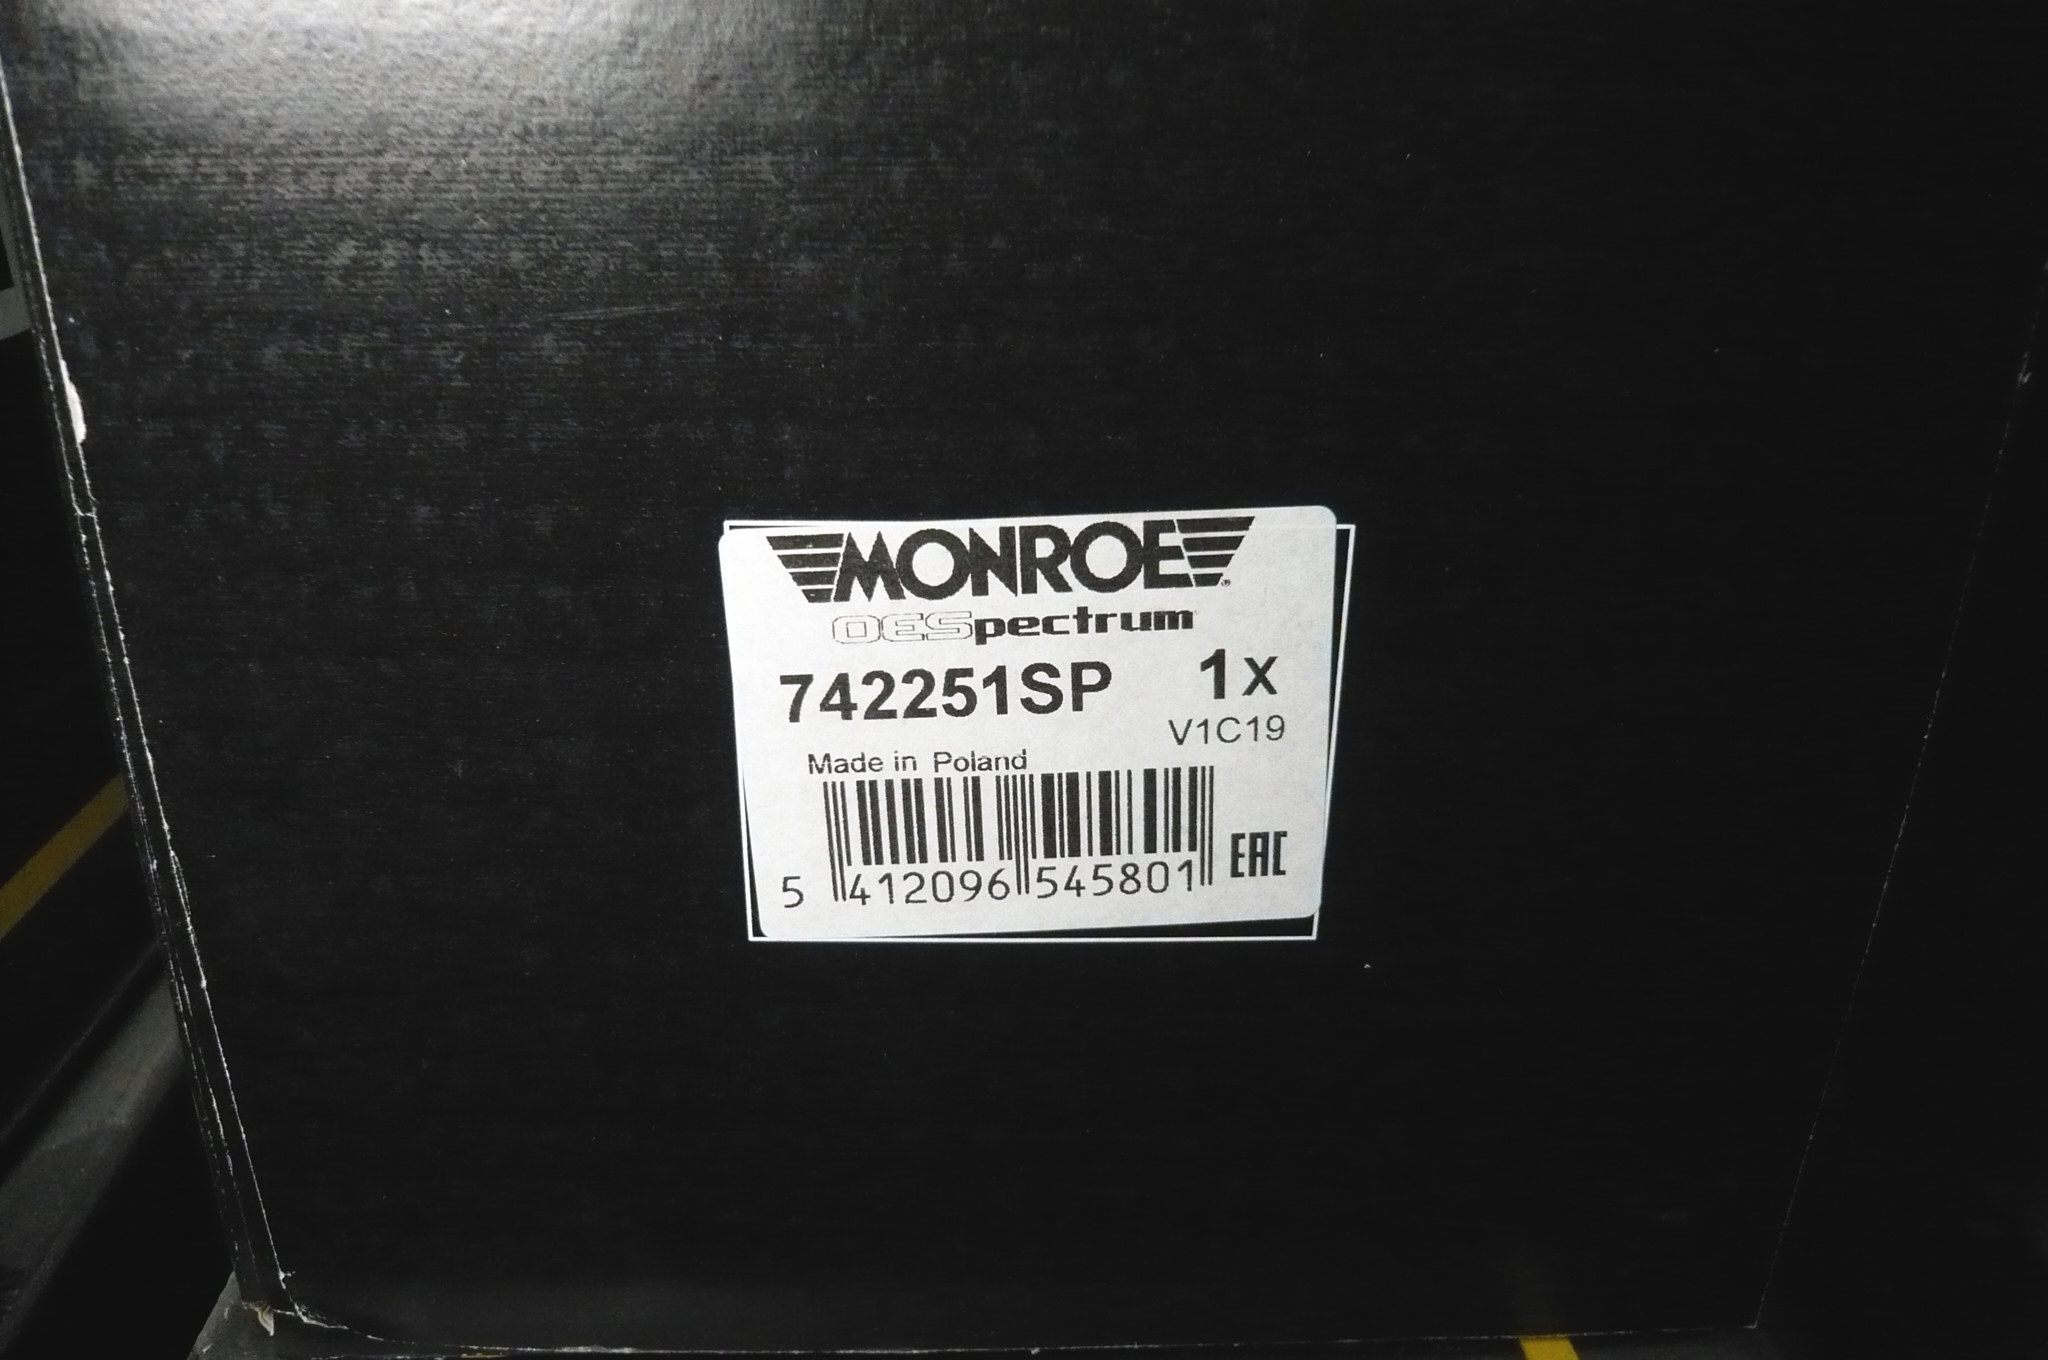 MONROE
OESpectrum
742251SP 1x
V1C19
Made in Poland
5 412096 545801 EAC